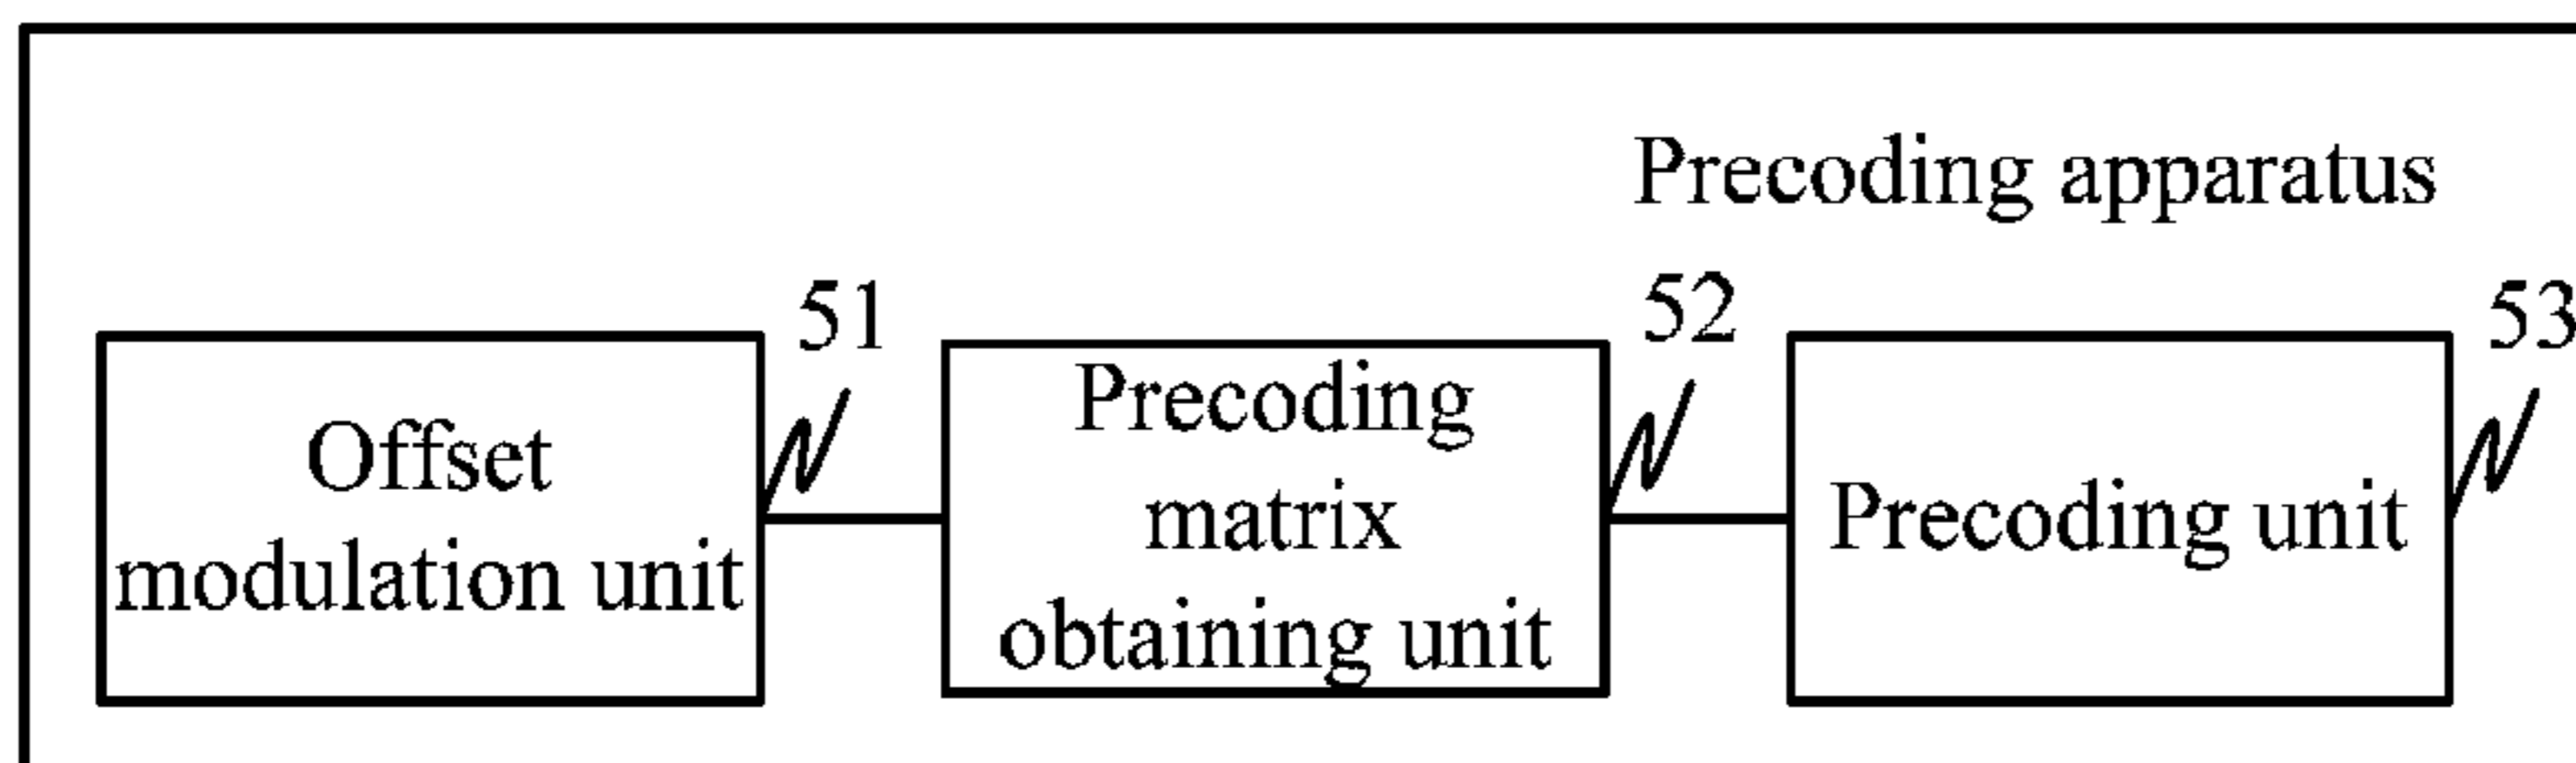 Precoding apparatus
51
52
53
Offset
modulation unit
Precoding
matrix
obtaining unit
Precoding unit